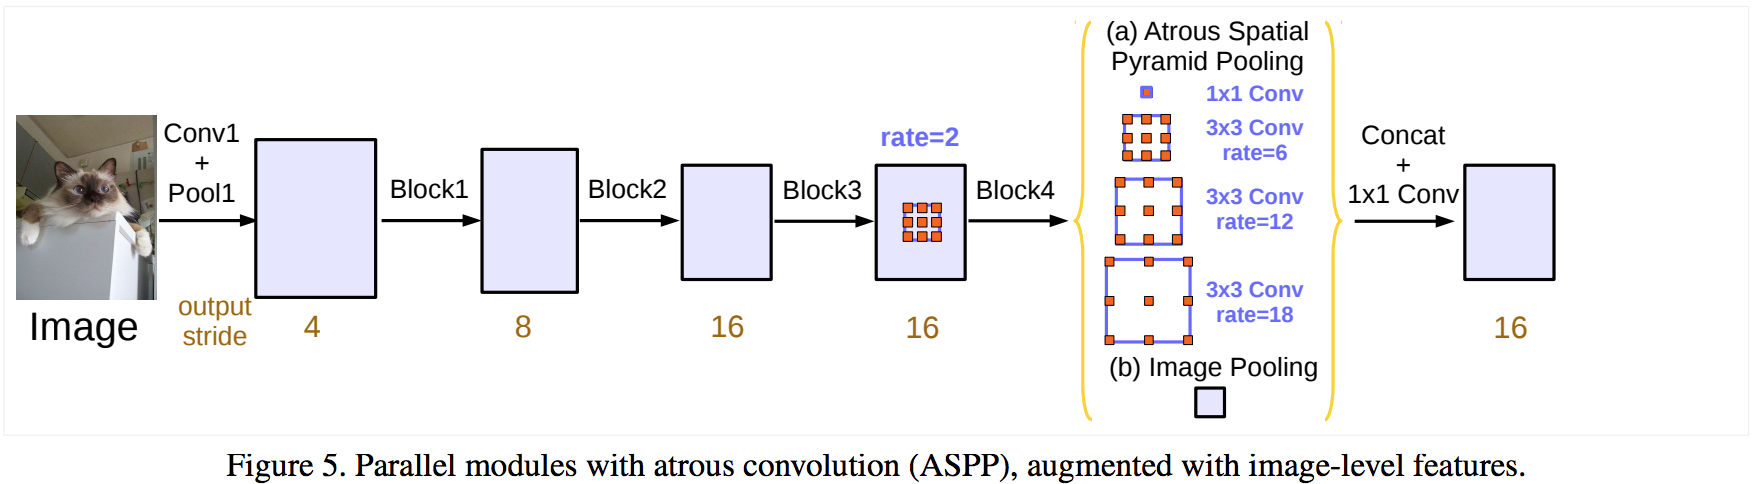 Image
Conv1
+
Pool1
output
stride
4
Block1
8
Block2
16
Block3
rate=2
16
Block4
(a) Atrous Spatial
Pyramid Pooling
1x1 Conv
3x3 Conv
rate=6
3x3 Conv
rate=12
3x3 Conv
rate=18
(b) Image Pooling
Concat
+
1x1 Conv
16
Figure 5. Parallel modules with atrous convolution (ASPP), augmented with image-level features.